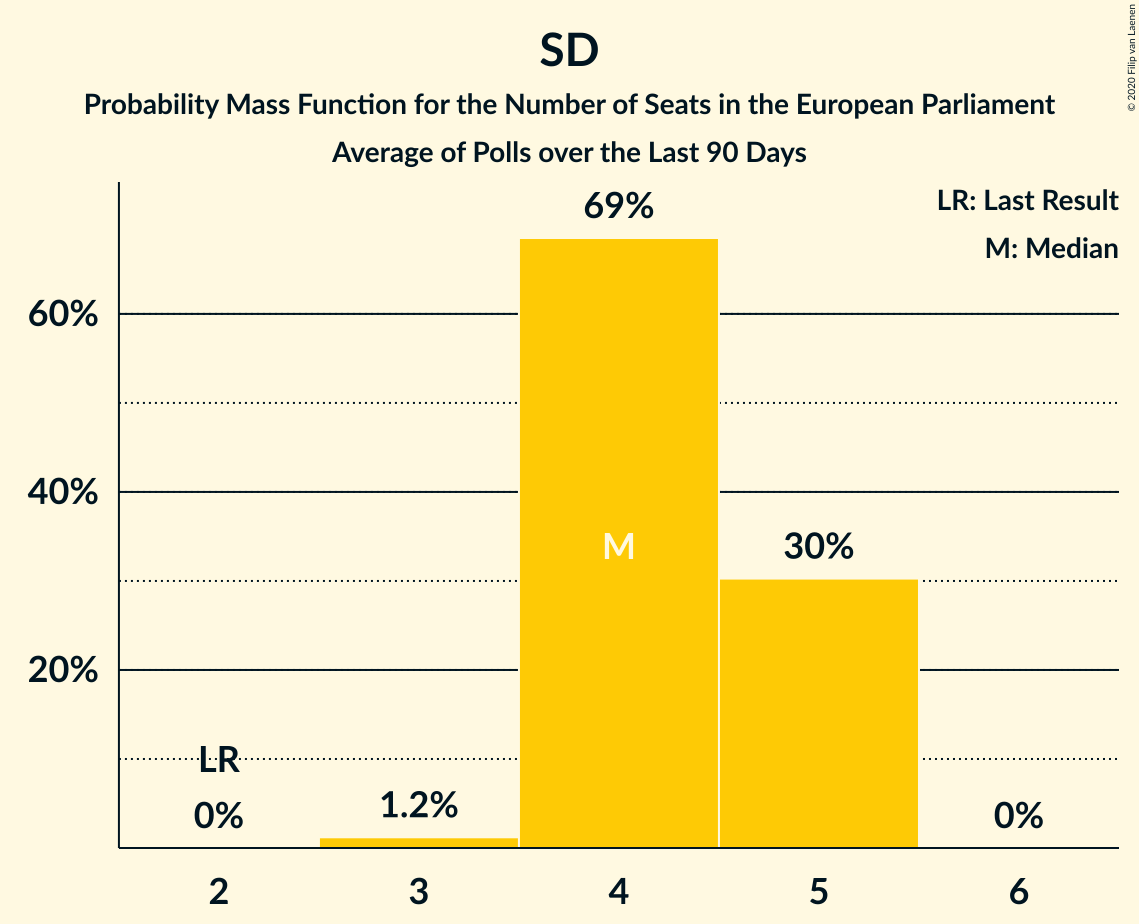 SD
Probability Mass Function for the Number of Seats in the European Parliament
Average of Polls over the Last 90 Days
© 2020 Filip van Laenen
LR: Last Result
M: Median
69%
60%
40%
M
30%
20%
LR
0%
1.2%
0%
2 3 4 5 6